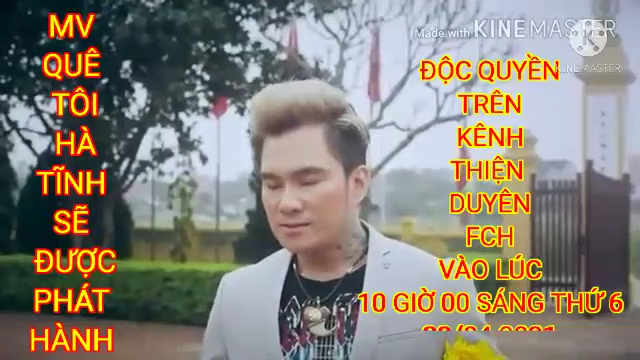 Made with KINEMASTER
KINEMASTER
MV
QUÊ
TÔI
HÀ
TĨNH
SẼ
ĐƯỢC
PHÁT
HÀNH
ĐỘC QUYỀN
TRÊN
KÊNH
THIỆN
DUYÊN
FCH
VÀO LÚC
10 GIỜ 00 SÁNG THỨ 6